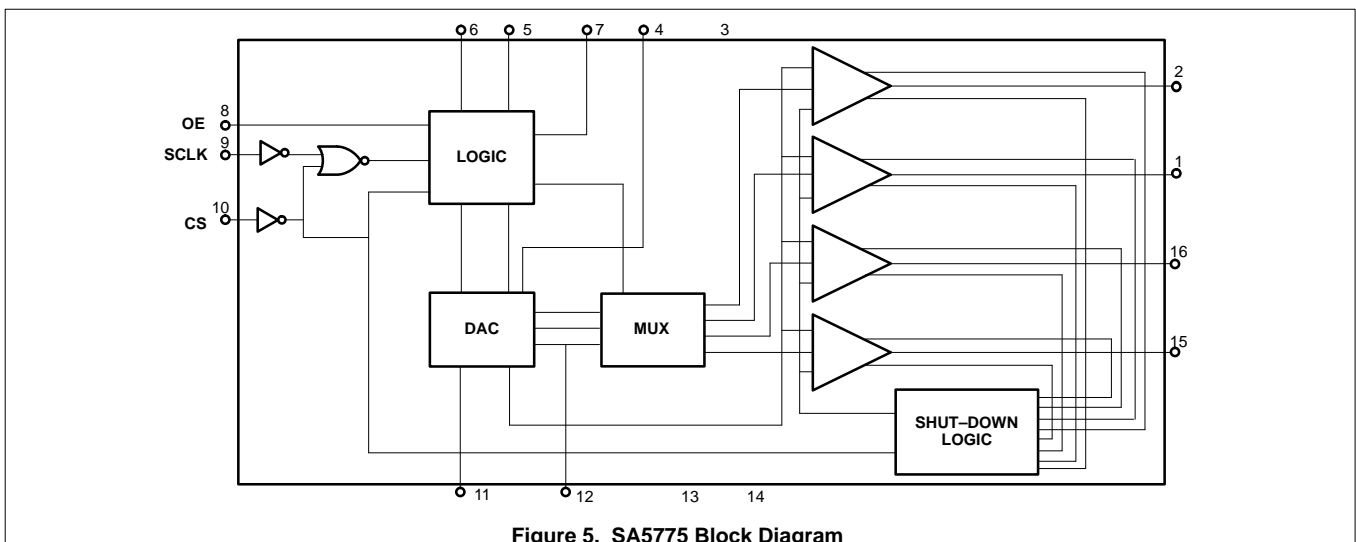 6 5 7 4 3
2
8
OE
9
SCLK
LOGIC
1
10
CS
16
DAC
MUX
15
SHUT–DOWN
LOGIC
11 12 13 14
Figure 5. SA5775 Block Diagram